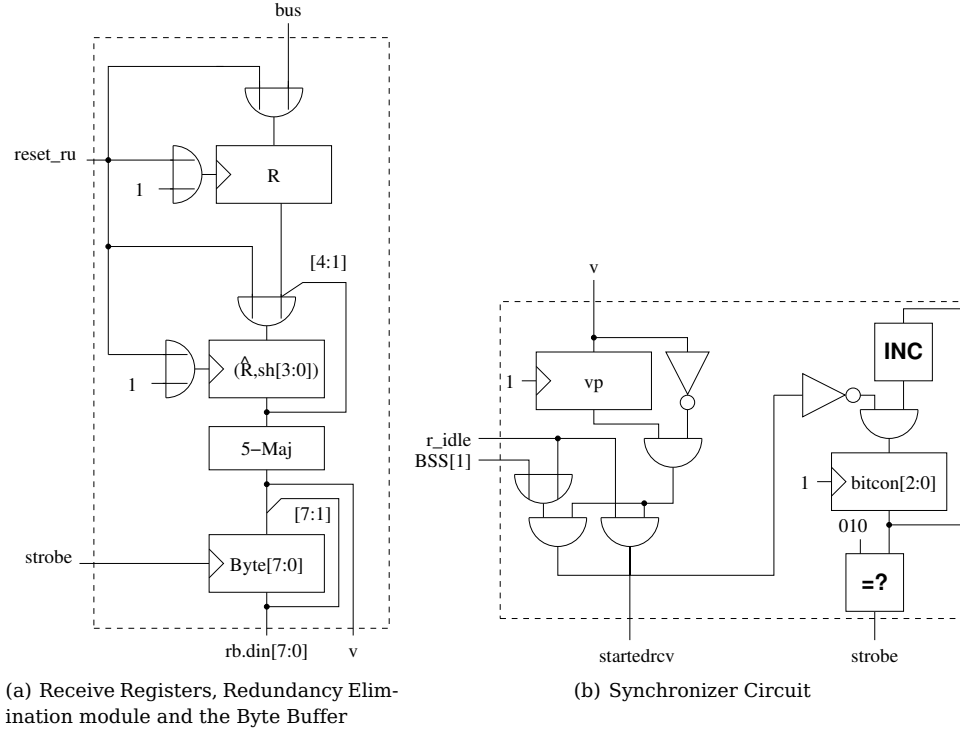 bus
reset_ru
1
R
[4:1]
1
(R̂,sh[3:0])
5−Maj
[7:1]
strobe
Byte[7:0]
rb.din[7:0]
v
(a) Receive Registers, Redundancy Elim-
ination module and the Byte Buffer
v
INC
1
vp
r_idle
BSS[1]
1
bitcon[2:0]
010
=?
startedrcv
strobe
(b) Synchronizer Circuit